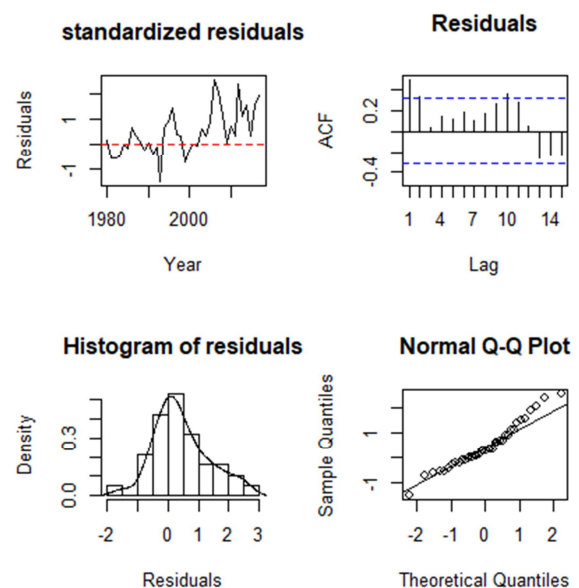 standardized residuals
Residuals
1
-1
1980 2000
Year
Residuals
ACF
0.2
-0.4
1 4 7 10 14
Lag
Histogram of residuals
Density
0.3
0.0
-2 0 1 2 3
Residuals
Normal Q-Q Plot
Sample Quantiles
1
-1
-2 -1 0 1 2
Theoretical Quantiles